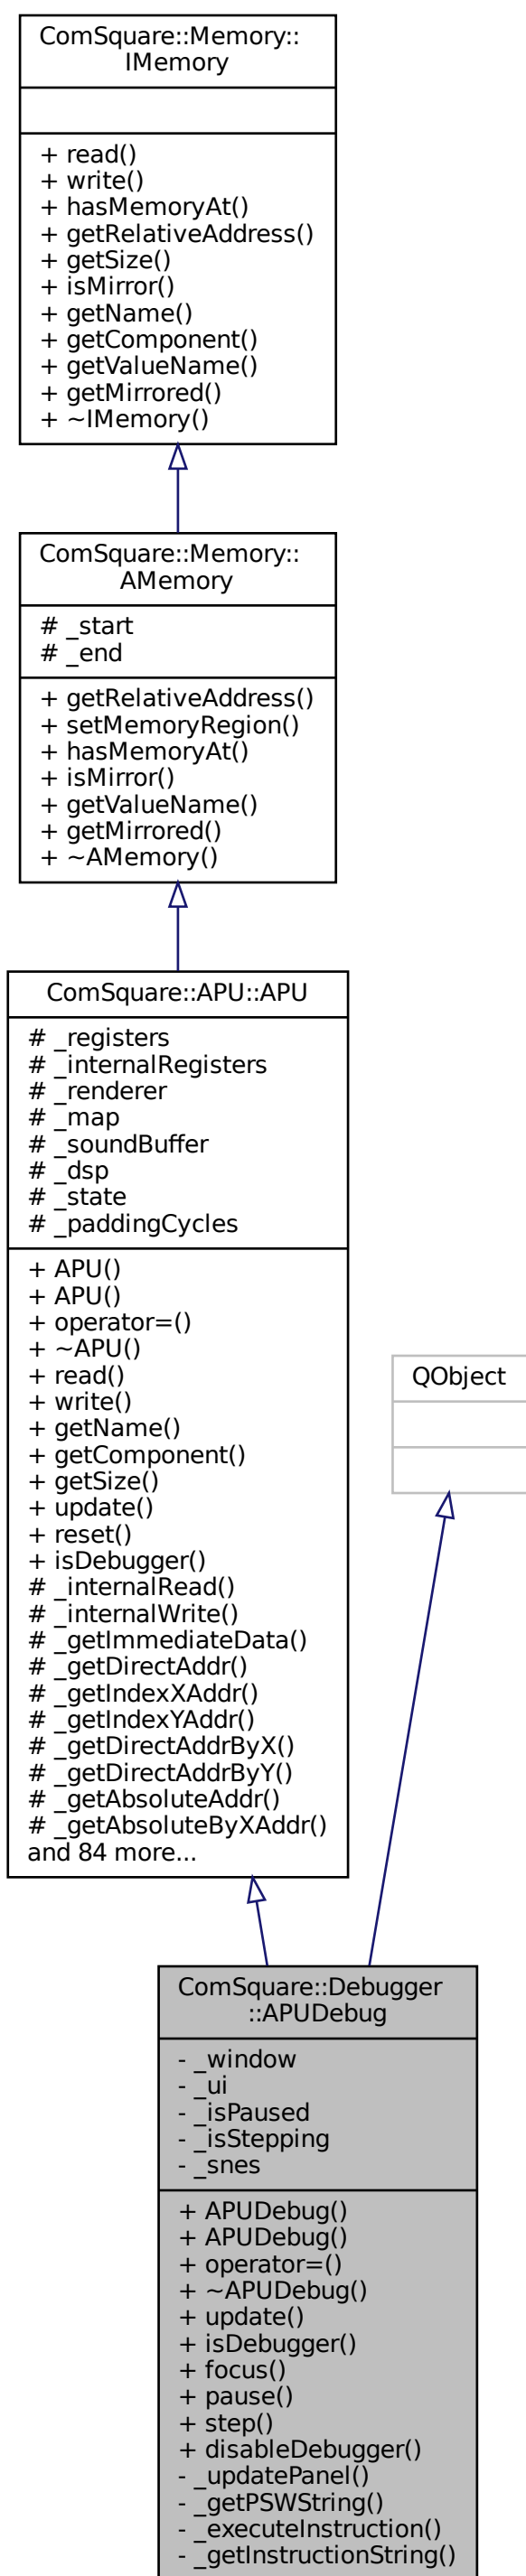 ComSquare::Memory::
IMemory
+ read()
+ write()
+ hasMemoryAt()
+ getRelativeAddress()
+ getSize()
+ isMirror()
+ getName()
+ getComponent()
+ getValueName()
+ getMirrored()
+ ~IMemory()
ComSquare::Memory::
AMemory
# _start
# _end
+ getRelativeAddress()
+ setMemoryRegion()
+ hasMemoryAt()
+ isMirror()
+ getValueName()
+ getMirrored()
+ ~AMemory()
ComSquare::APU::APU
# _registers
# _internalRegisters
# _renderer
# _map
# _soundBuffer
# _dsp
# _state
# _paddingCycles
+ APU()
+ APU()
+ operator=()
+ ~APU()
+ read()
+ write()
+ getName()
+ getComponent()
+ getSize()
+ update()
+ reset()
+ isDebugger()
# _internalRead()
# _internalWrite()
# _getImmediateData()
# _getDirectAddr()
# _getIndexXAddr()
# _getIndexYAddr()
# _getDirectAddrByX()
# _getDirectAddrByY()
# _getAbsoluteAddr()
# _getAbsoluteByXAddr()
and 84 more...
QObject
ComSquare::Debugger
::APUDebug
- _window
- _ui
- _isPaused
- _isStepping
- _snes
+ APUDebug()
+ APUDebug()
+ operator=()
+ ~APUDebug()
+ update()
+ isDebugger()
+ focus()
+ pause()
+ step()
+ disableDebugger()
- _updatePanel()
- _getPSWString()
- _executeInstruction()
- _getInstructionString()